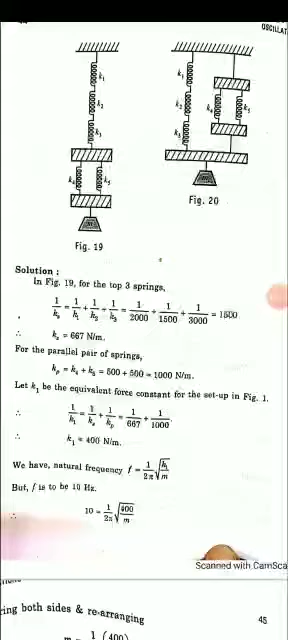 OSCILLAT
k1
k2
k3
k4
k5
Fig. 19
k1
k2
k3
k4
k5
Fig. 20
Solution :
In Fig. 19, for the top 3 springs,
1/ks = 1/k1 + 1/k2 + 1/k3 = 1/2000 + 1/1500 + 1/3000 = 1500
∴ ks = 667 N/m.
For the parallel pair of springs,
kp = k4 + k5 = 500 + 500 = 1000 N/m.
Let k1 be the equivalent force constant for the set-up in Fig. 1.
∴ 1/k1 = 1/ks + 1/kp = 1/667 + 1/1000
∴ k1 = 400 N/m.
We have, natural frequency f = 1/2π √(k1/m)
But, f is to be 10 Hz.
∴ 10 = 1/2π √(400/m)
Scanned with CamSca
ring both sides & re-arranging
45
m = 1 (400)